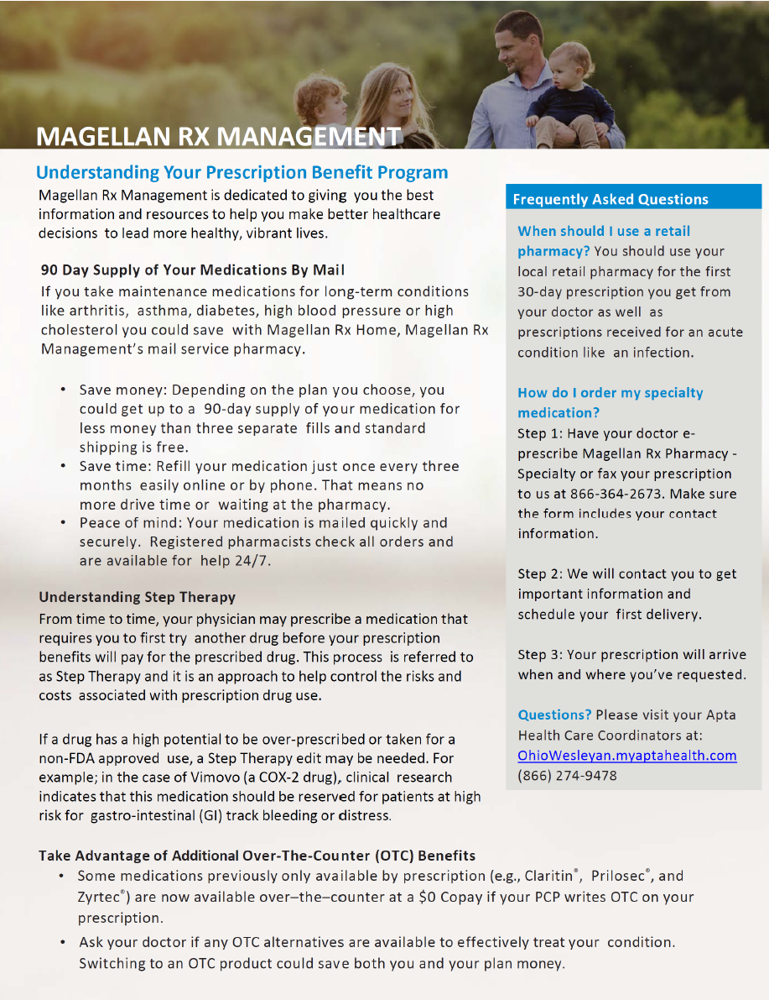 MAGELLAN RX MANAGEMENT
Understanding Your Prescription Benefit Program
Magellan Rx Management is dedicated to giving you the best
information and resources to help you make better healthcare
decisions to lead more healthy, vibrant lives.
90 Day Supply of Your Medications By Mail
If you take maintenance medications for long-term conditions
like arthritis, asthma, diabetes, high blood pressure or high
cholesterol you could save with Magellan Rx Home, Magellan Rx
Management's mail service pharmacy.
• Save money: Depending on the plan you choose, you
could get up to a 90-day supply of your medication for
less money than three separate fills and standard
shipping is free.
• Save time: Refill your medication just once every three
months easily online or by phone. That means no
more drive time or waiting at the pharmacy.
• Peace of mind: Your medication is mailed quickly and
securely. Registered pharmacists check all orders and
are available for help 24/7.
Understanding Step Therapy
From time to time, your physician may prescribe a medication that
requires you to first try another drug before your prescription
benefits will pay for the prescribed drug. This process is referred to
as Step Therapy and it is an approach to help control the risks and
costs associated with prescription drug use.
If a drug has a high potential to be over-prescribed or taken for a
non-FDA approved use, a Step Therapy edit may be needed. For
example; in the case of Vimovo (a COX-2 drug), clinical research
indicates that this medication should be reserved for patients at high
risk for gastro-intestinal (GI) track bleeding or distress.
Take Advantage of Additional Over-The-Counter (OTC) Benefits
• Some medications previously only available by prescription (e.g., Claritin®, Prilosec®, and
Zyrtec®) are now available over–the–counter at a $0 Copay if your PCP writes OTC on your
prescription.
• Ask your doctor if any OTC alternatives are available to effectively treat your condition.
Switching to an OTC product could save both you and your plan money.
Frequently Asked Questions
When should I use a retail
pharmacy? You should use your
local retail pharmacy for the first
30-day prescription you get from
your doctor as well as
prescriptions received for an acute
condition like an infection.
How do I order my specialty
medication?
Step 1: Have your doctor e-
prescribe Magellan Rx Pharmacy -
Specialty or fax your prescription
to us at 866-364-2673. Make sure
the form includes your contact
information.
Step 2: We will contact you to get
important information and
schedule your first delivery.
Step 3: Your prescription will arrive
when and where you've requested.
Questions? Please visit your Apta
Health Care Coordinators at:
OhioWesleyan.myaptahealth.com
(866) 274-9478